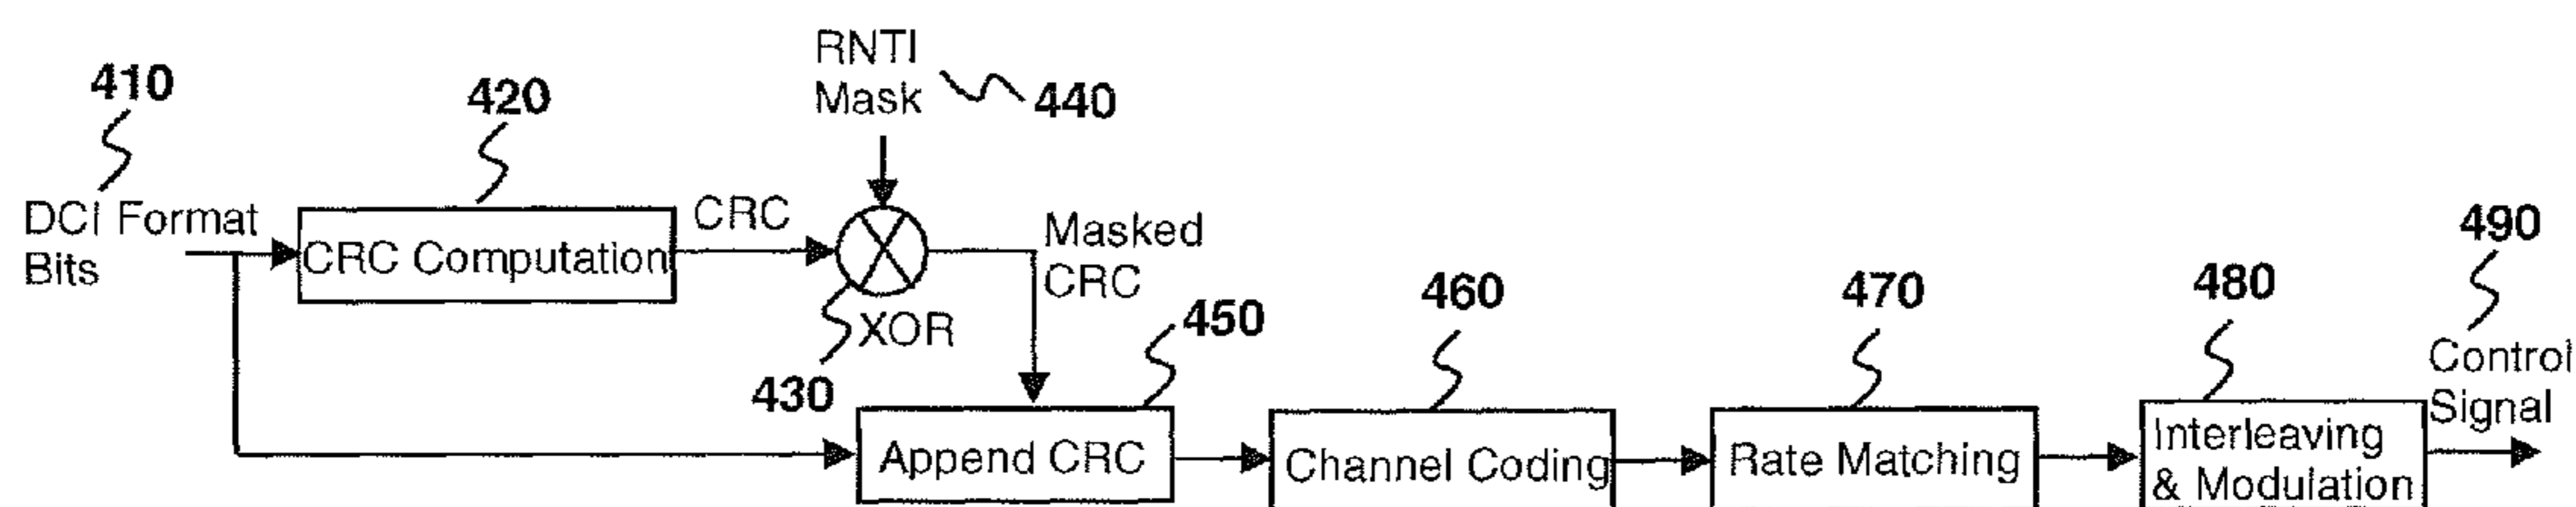 410
DCI Format
Bits
420
CRC Computation
CRC
RNTI
Mask
440
430
XOR
Masked
CRC
450
Append CRC
460
Channel Coding
470
Rate Matching
480
Interleaving
& Modulation
490
Control
Signal